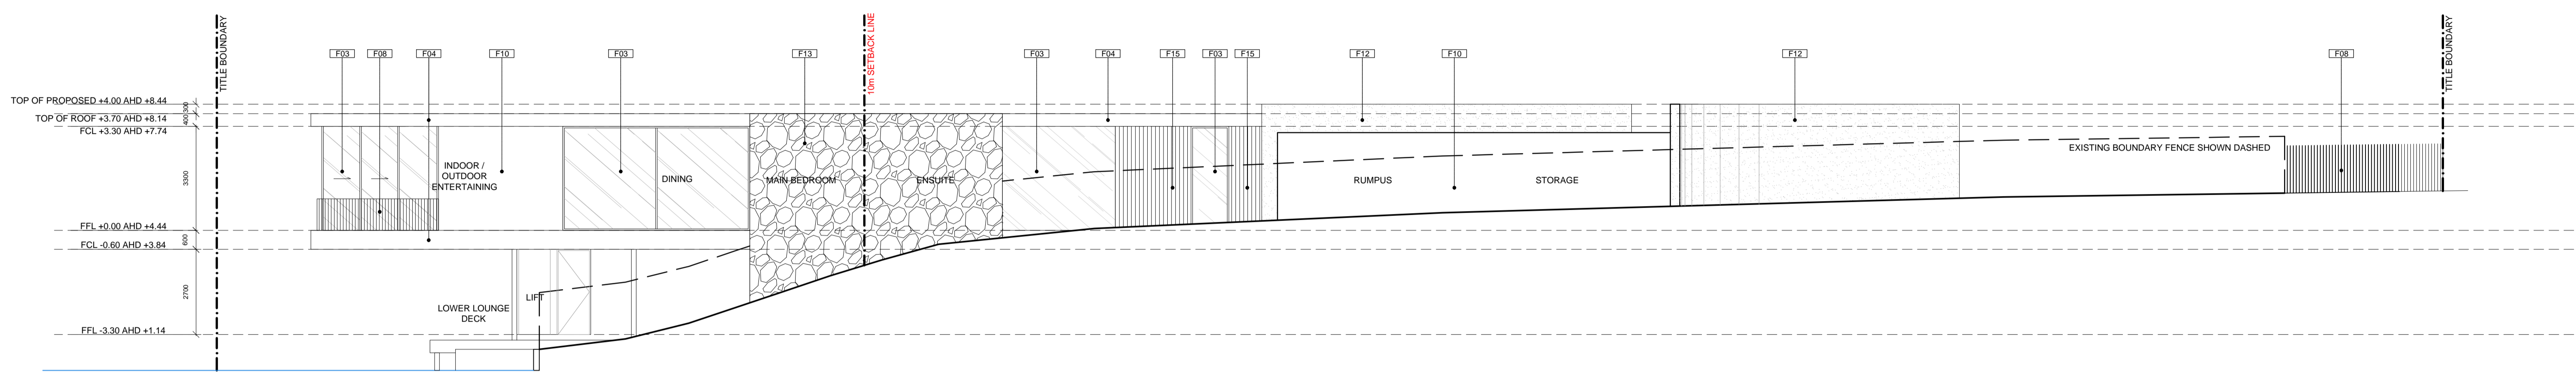 TITLE BOUNDARY
10m SETBACK LINE
TITLE BOUNDARY
F03
F08
F04
F10
F03
F13
F03
F04
F15
F03
F15
F12
F10
F12
F08
TOP OF PROPOSED +4.00 AHD +8.44
300
TOP OF ROOF +3.70 AHD +8.14
400
FCL +3.30 AHD +7.74
3300
FFL +0.00 AHD +4.44
600
FCL -0.60 AHD +3.84
2700
FFL -3.30 AHD +1.14
INDOOR /
OUTDOOR
ENTERTAINING
DINING
MAIN BEDROOM
ENSUITE
RUMPUS
STORAGE
EXISTING BOUNDARY FENCE SHOWN DASHED
LIFT
LOWER LOUNGE
DECK